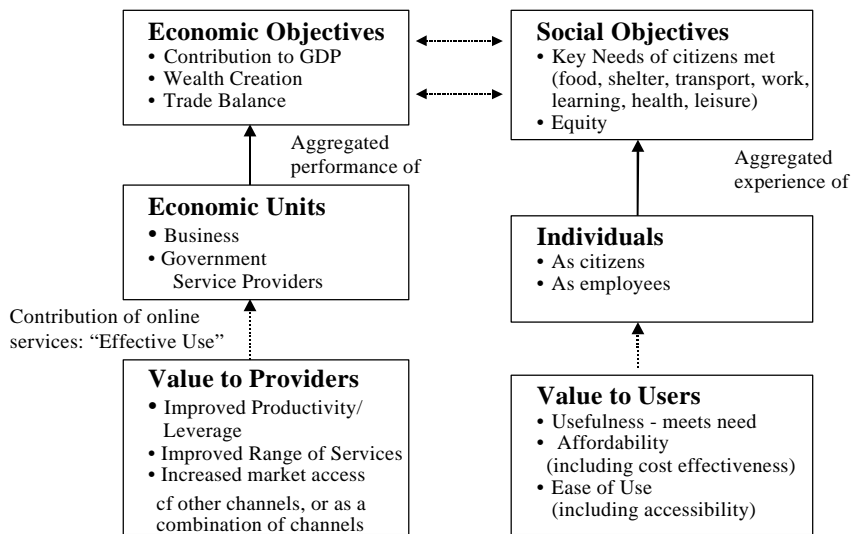 Economic Objectives
• Contribution to GDP
• Wealth Creation
• Trade Balance
Social Objectives
• Key Needs of citizens met
(food, shelter, transport, work,
learning, health, leisure)
• Equity
Aggregated
performance of
Aggregated
experience of
Economic Units
• Business
• Government
Service Providers
Individuals
• As citizens
• As employees
Contribution of online
services: “Effective Use”
Value to Providers
• Improved Productivity/
Leverage
• Improved Range of Services
• Increased market access
cf other channels, or as a
combination of channels
Value to Users
• Usefulness - meets need
• Affordability
(including cost effectiveness)
• Ease of Use
(including accessibility)